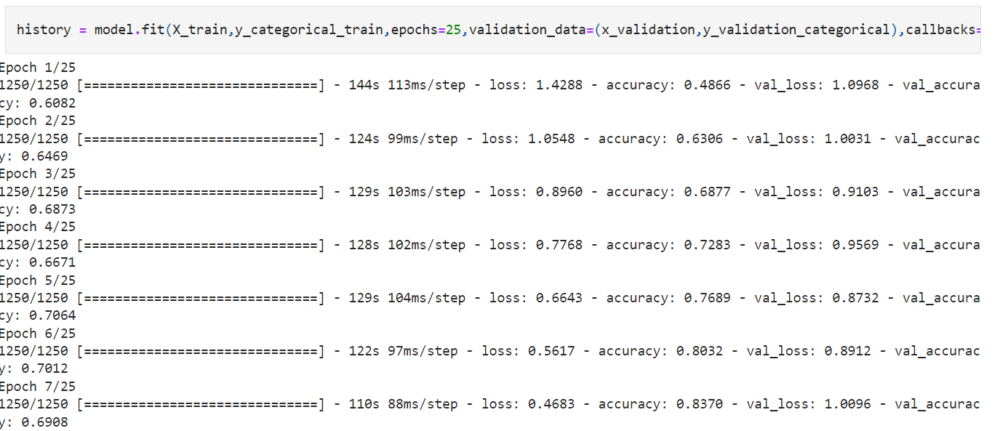 history = model.fit(X_train,y_categorical_train,epochs=25,validation_data=(x_validation,y_validation_categorical),callbacks=
Epoch 1/25
1250/1250 [==============================] - 144s 113ms/step - loss: 1.4288 - accuracy: 0.4866 - val_loss: 1.0968 - val_accura
cy: 0.6082
Epoch 2/25
1250/1250 [==============================] - 124s 99ms/step - loss: 1.0548 - accuracy: 0.6306 - val_loss: 1.0031 - val_accurac
y: 0.6469
Epoch 3/25
1250/1250 [==============================] - 129s 103ms/step - loss: 0.8960 - accuracy: 0.6877 - val_loss: 0.9103 - val_accura
cy: 0.6873
Epoch 4/25
1250/1250 [==============================] - 128s 102ms/step - loss: 0.7768 - accuracy: 0.7283 - val_loss: 0.9569 - val_accura
cy: 0.6671
Epoch 5/25
1250/1250 [==============================] - 129s 104ms/step - loss: 0.6643 - accuracy: 0.7689 - val_loss: 0.8732 - val_accura
cy: 0.7064
Epoch 6/25
1250/1250 [==============================] - 122s 97ms/step - loss: 0.5617 - accuracy: 0.8032 - val_loss: 0.8912 - val_accurac
y: 0.7012
Epoch 7/25
1250/1250 [==============================] - 110s 88ms/step - loss: 0.4683 - accuracy: 0.8370 - val_loss: 1.0096 - val_accurac
y: 0.6908